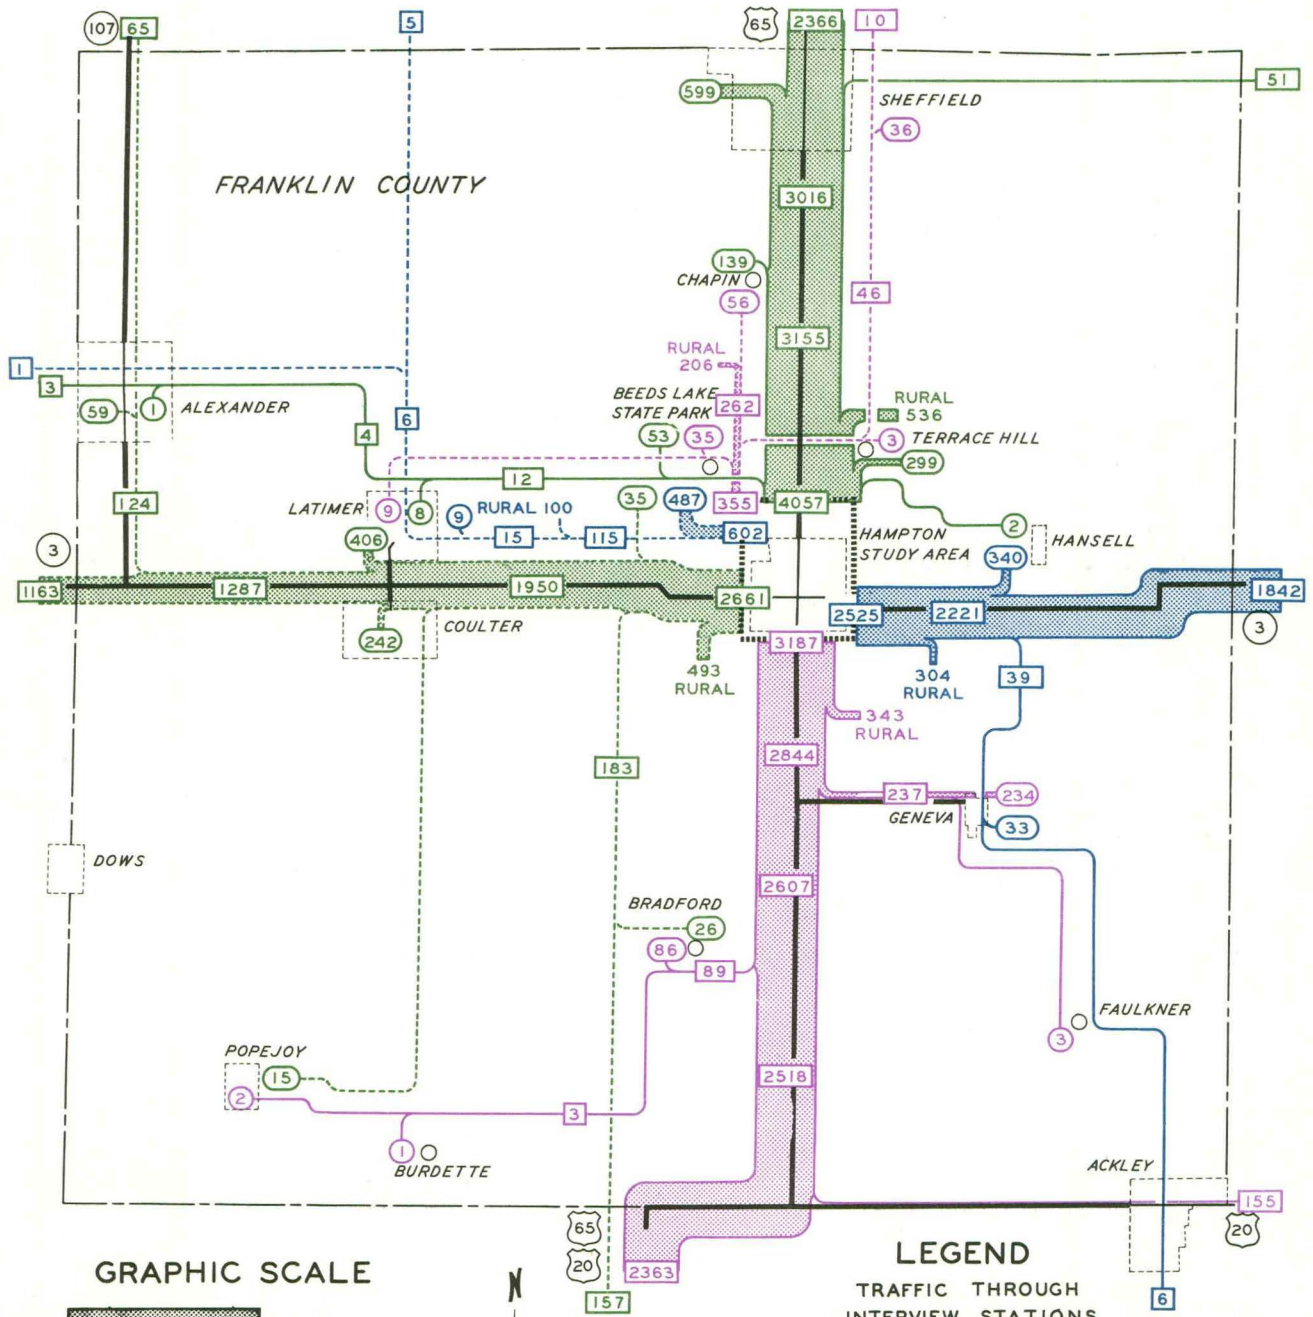 107
65
5
65
2366
10
51
599
SHEFFIELD
36
FRANKLIN COUNTY
3016
139
CHAPIN
56
46
3155
RURAL
206
1
3
BEEDS LAKE
STATE PARK
262
RURAL
536
59
1
ALEXANDER
6
4
53
35
3
TERRACE HILL
299
12
124
LATIMER
9
8
9
RURAL 100
35
487
355
4057
2
15
115
602
HAMPTON
STUDY AREA
HANSELL
3
406
340
1163
1287
1950
2661
2525
2221
1842
3
242
COULTER
3187
493
RURAL
304
RURAL
39
343
RURAL
2844
183
237
234
GENEVA
33
DOWS
2607
BRADFORD
26
86
89
FAULKNER
3
POPEJOY
15
2518
2
3
1
BURDETTE
ACKLEY
155
65
20
20
2363
157
6
GRAPHIC SCALE
N
LEGEND
TRAFFIC THROUGH
INTERVIEW STATIONS